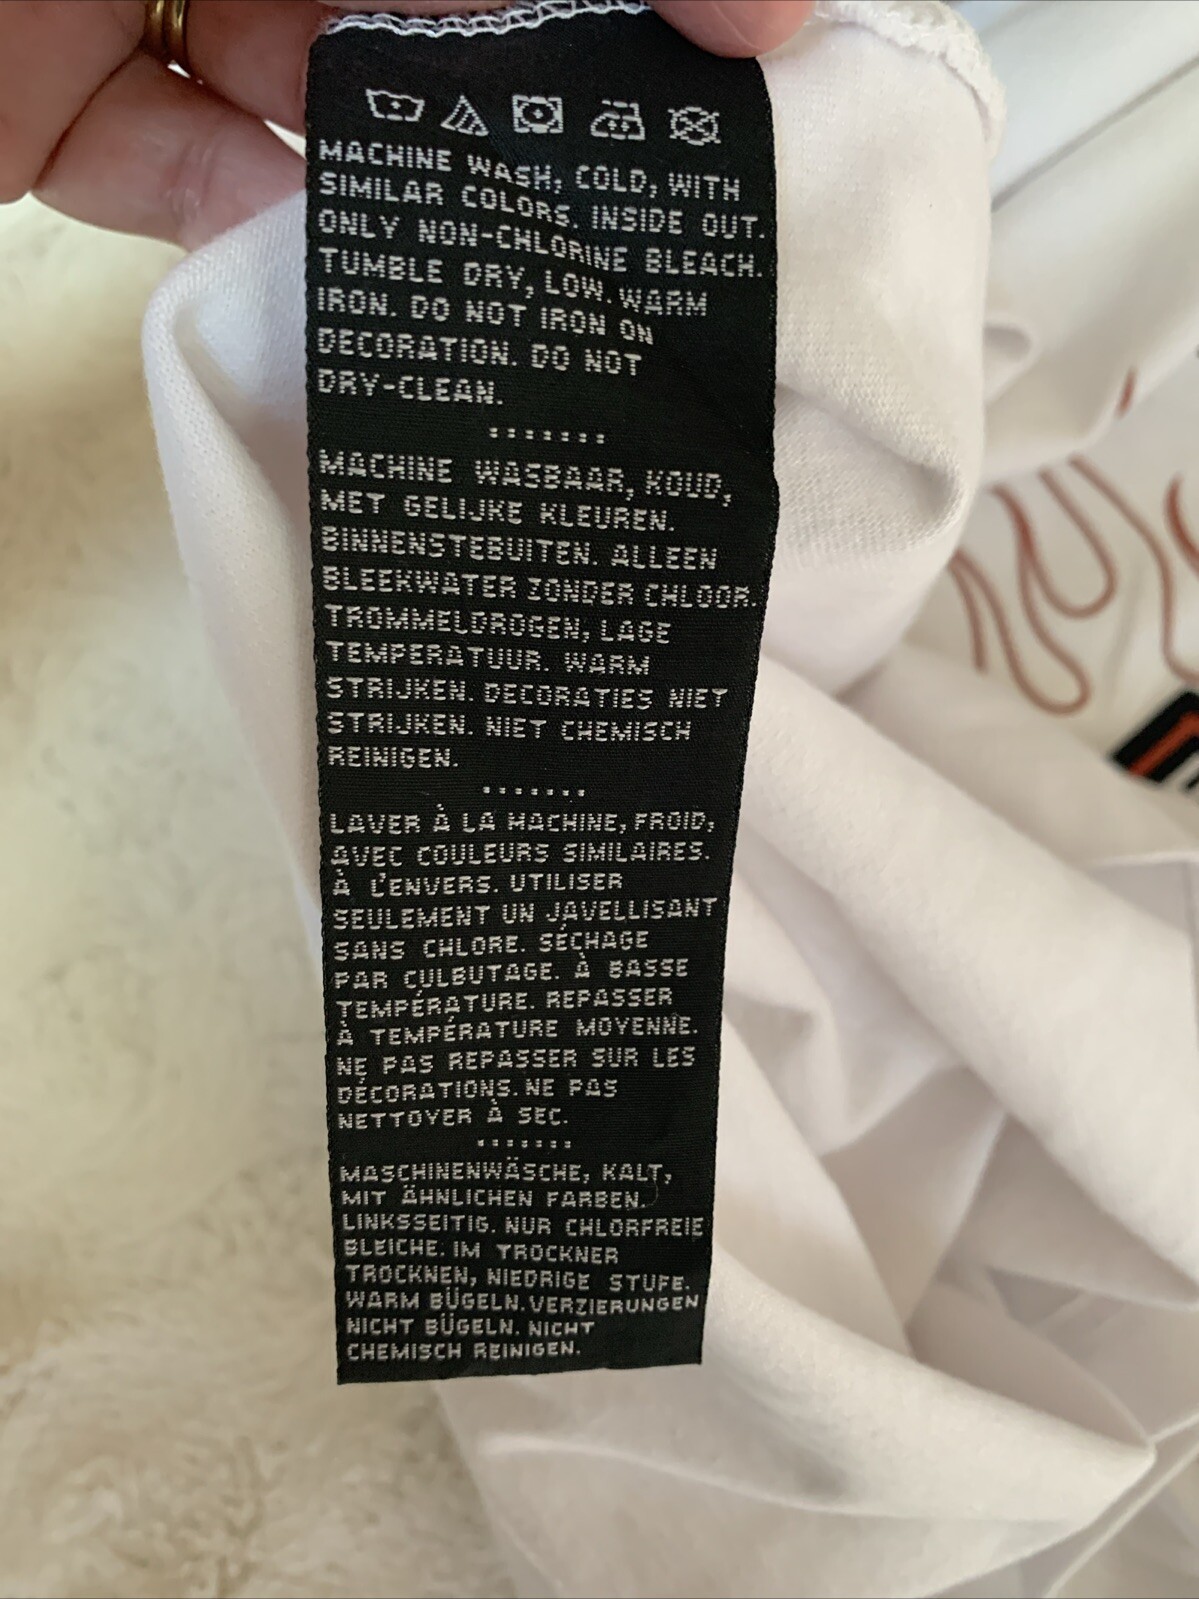 MACHINE WASH, COLD, WITH
SIMILAR COLORS. INSIDE OUT.
ONLY NON-CHLORINE BLEACH.
TUMBLE DRY, LOW. WARM
IRON. DO NOT IRON ON
DECORATION. DO NOT
DRY-CLEAN.
MACHINE WASBAAR, KOUD,
MET GELIJKE KLEUREN.
BINNENSTEBUITEN. ALLEEN
BLEEKWATER ZONDER CHLOOR.
TROMMELDROGEN, LAGE
TEMPERATUUR. WARM
STRIJKEN. DECORATIES NIET
STRIJKEN. NIET CHEMISCH
REINIGEN.
LAVER À LA MACHINE, FROID,
AVEC COULEURS SIMILAIRES.
À L'ENVERS. UTILISER
SEULEMENT UN JAVELLISANT
SANS CHLORE. SÉCHAGE
PAR CULBUTAGE. À BASSE
TEMPÉRATURE. REPASSER
À TEMPÉRATURE MOYENNE.
NE PAS REPASSER SUR LES
DÉCORATIONS. NE PAS
NETTOYER À SEC.
MASCHINENWÄSCHE, KALT,
MIT ÄHNLICHEN FARBEN.
LINKSSEITIG. NUR CHLORFREIE
BLEICHE. IM TROCKNER
TROCKNEN, NIEDRIGE STUFE.
WARM BÜGELN. VERZIERUNGEN
NICHT BÜGELN. NICHT
CHEMISCH REINIGEN.